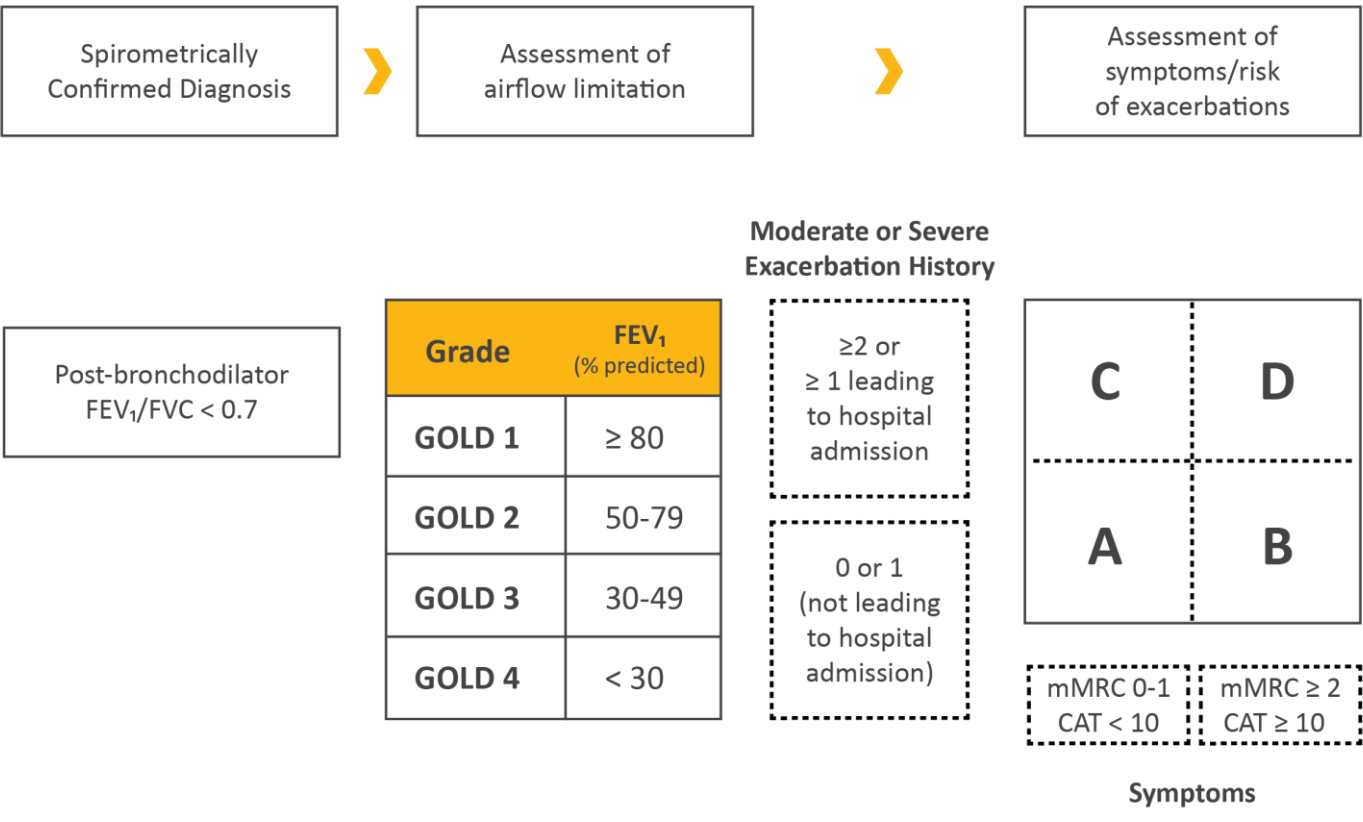 Spirometrically
Confirmed Diagnosis
Assessment of
airflow limitation
Assessment of
symptoms/risk
of exacerbations
Post-bronchodilator
FEV₁/FVC < 0.7
Grade
FEV₁
(% predicted)
GOLD 1
≥ 80
GOLD 2
50-79
GOLD 3
30-49
GOLD 4
< 30
Moderate or Severe
Exacerbation History
≥2 or
≥ 1 leading
to hospital
admission
0 or 1
(not leading
to hospital
admission)
C
D
A
B
mMRC 0-1
CAT < 10
mMRC ≥ 2
CAT ≥ 10
Symptoms